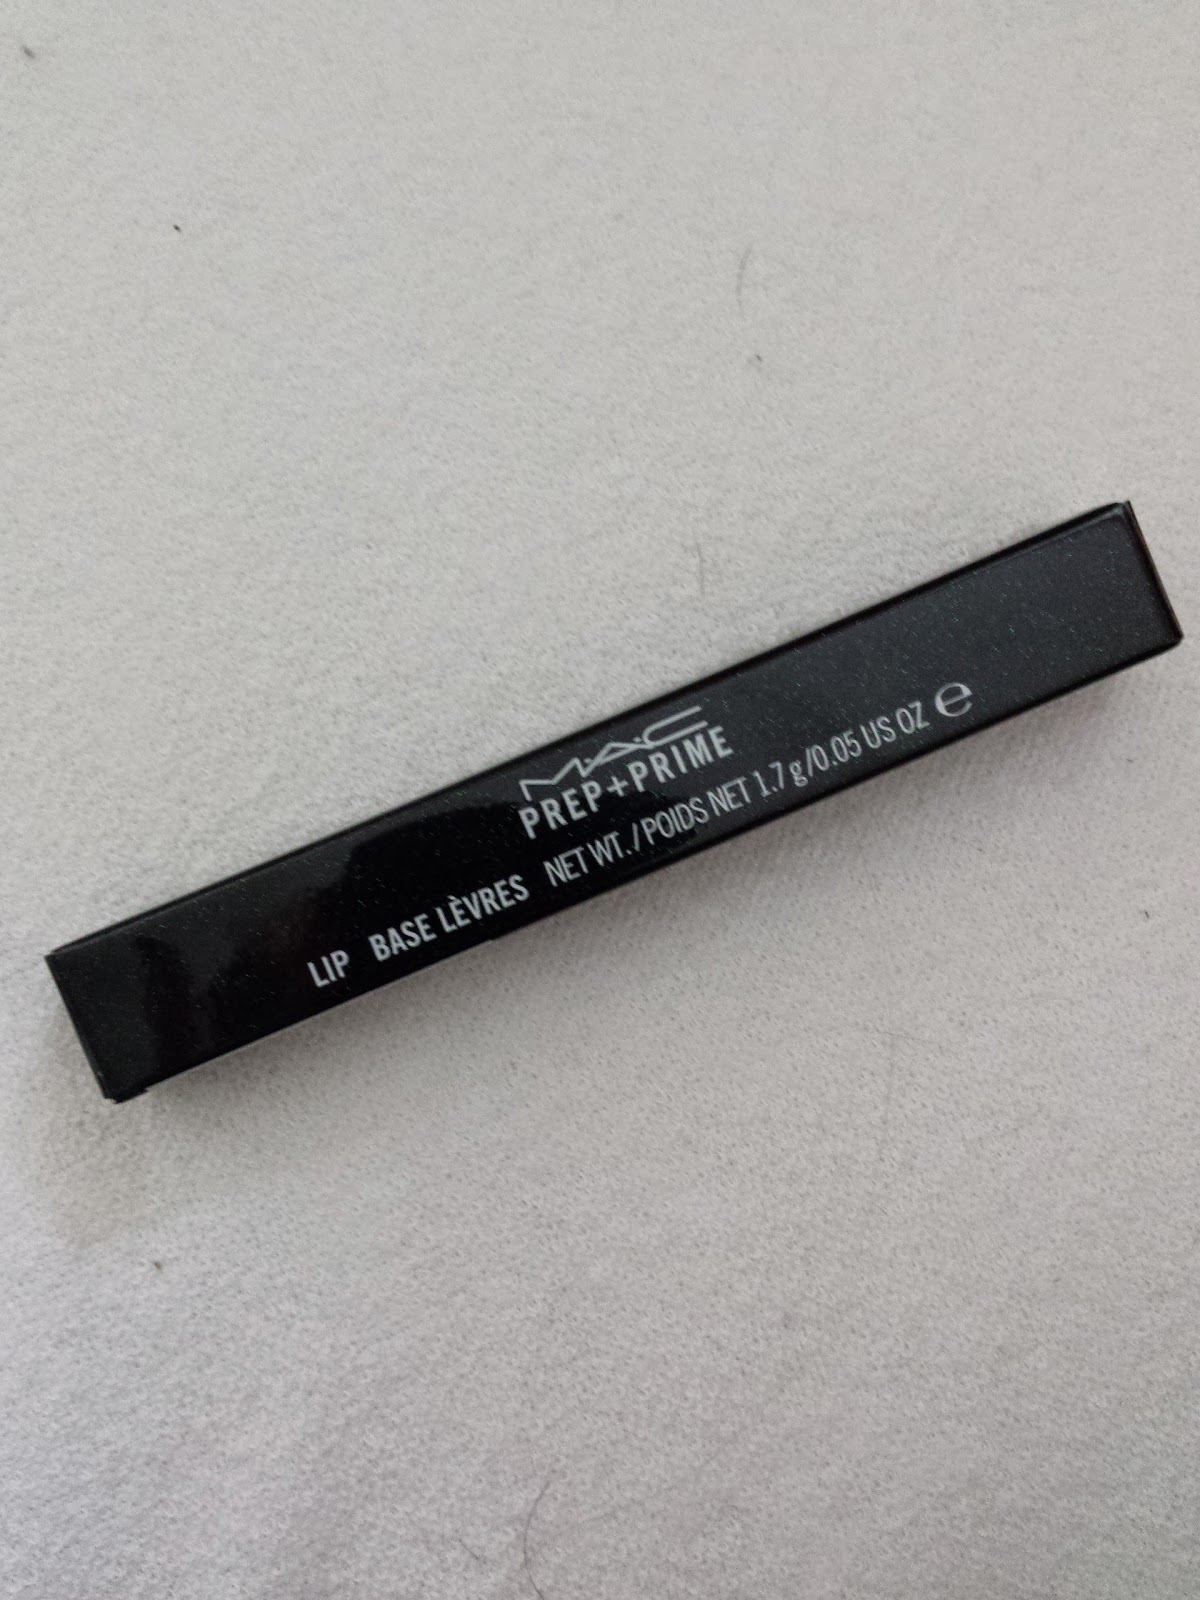 M·A·C
PREP+PRIME
LIP BASE LÈVRES NET WT./POIDS NET 1.7 g/0.05 US OZ ℮